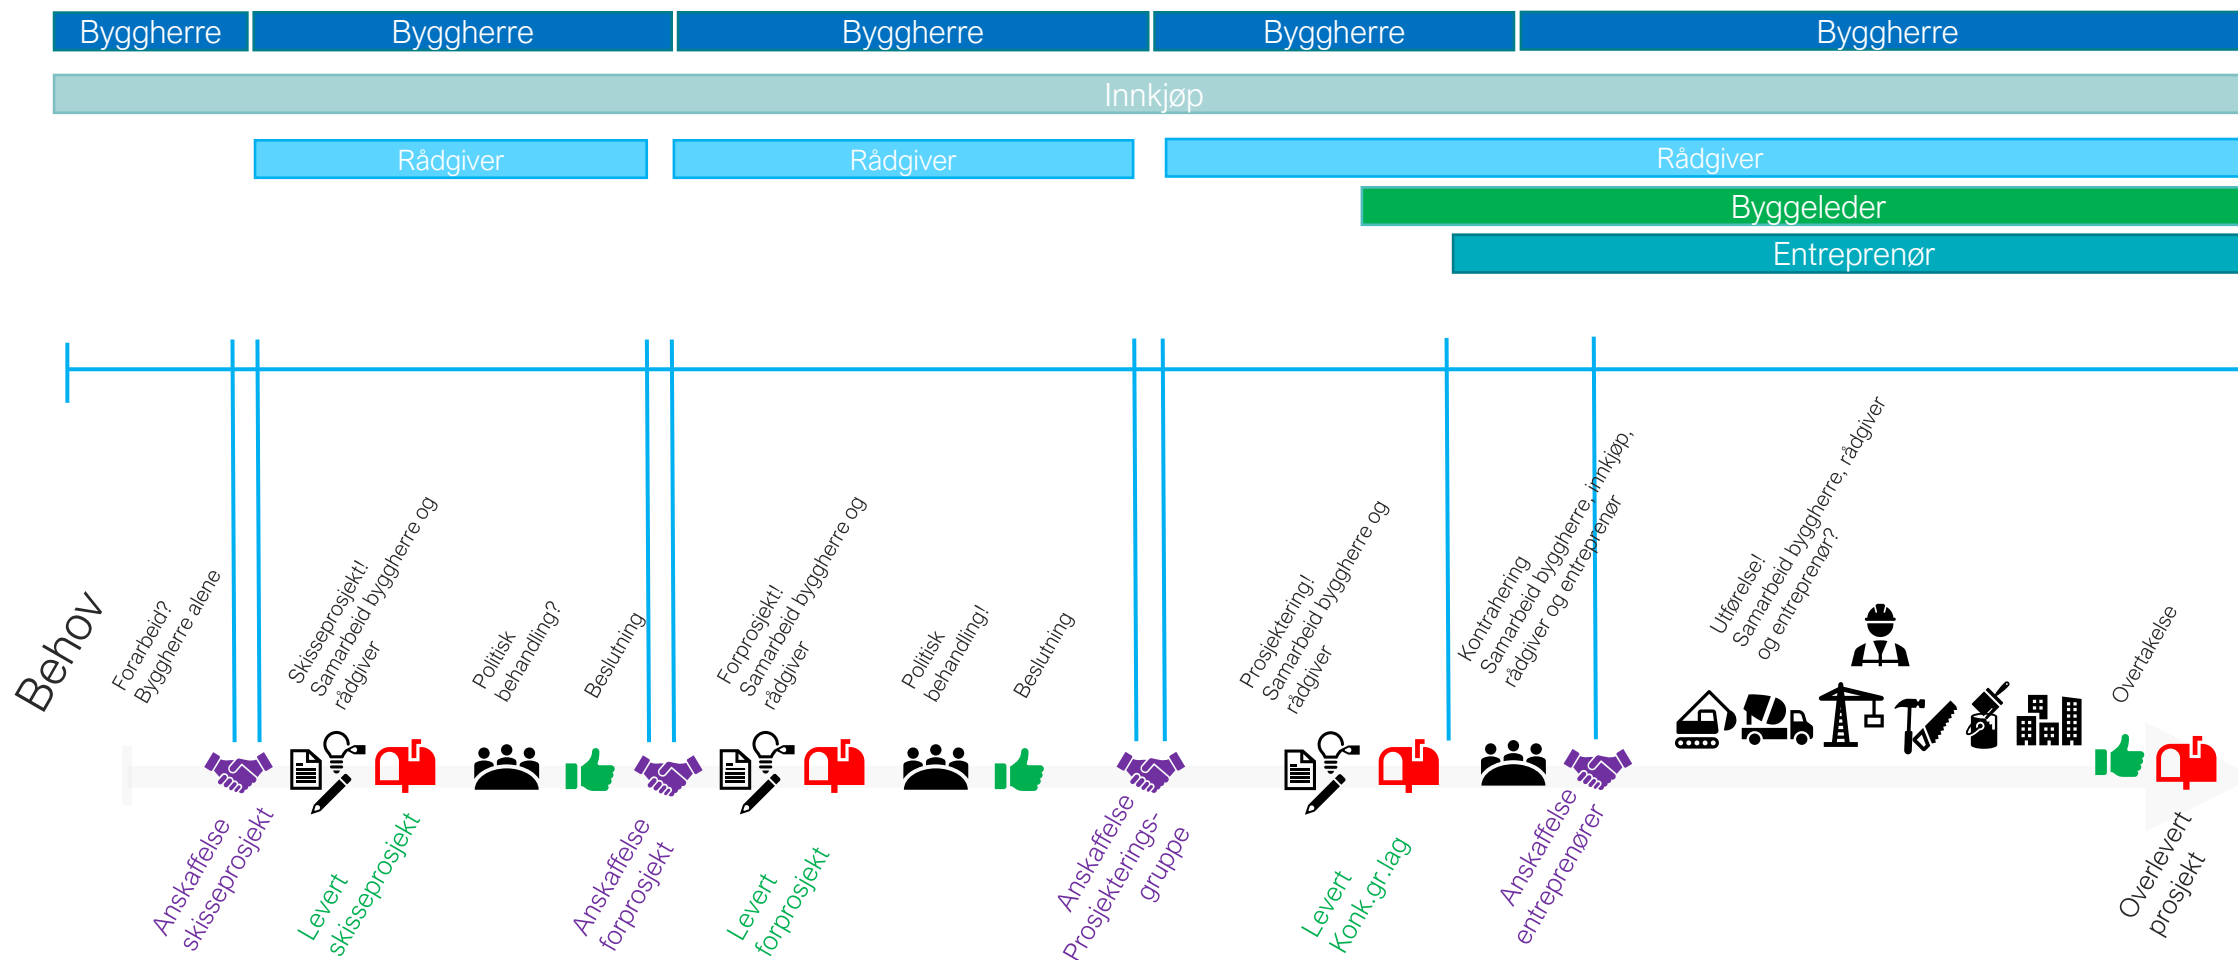 Byggherre
Byggherre
Byggherre
Byggherre
Byggherre
Innkjøp
Rådgiver
Rådgiver
Rådgiver
Byggeleder
Entreprenør
Behov
Forarbeid?
Byggherre alene
Skisseprosjekt!
Samarbeid byggherre og
rådgiver
Politisk
behandling?
Beslutning
Forprosjekt!
Samarbeid byggherre og
rådgiver
Politisk
behandling!
Beslutning
Prosjektering!
Samarbeid byggherre og
rådgiver
Kontrahering
Samarbeid byggherre, innkjøp,
rådgiver og entreprenør
Utførelse!
Samarbeid byggherre, rådgiver
og entreprenør?
Overtakelse
Anskaffelse
skisseprosjekt
Levert
skisseprosjekt
Anskaffelse
forprosjekt
Levert
forprosjekt
Anskaffelse
Prosjekterings-
gruppe
Levert
Konk.gr.lag
Anskaffelse
entreprenører
Overlevert
prosjekt